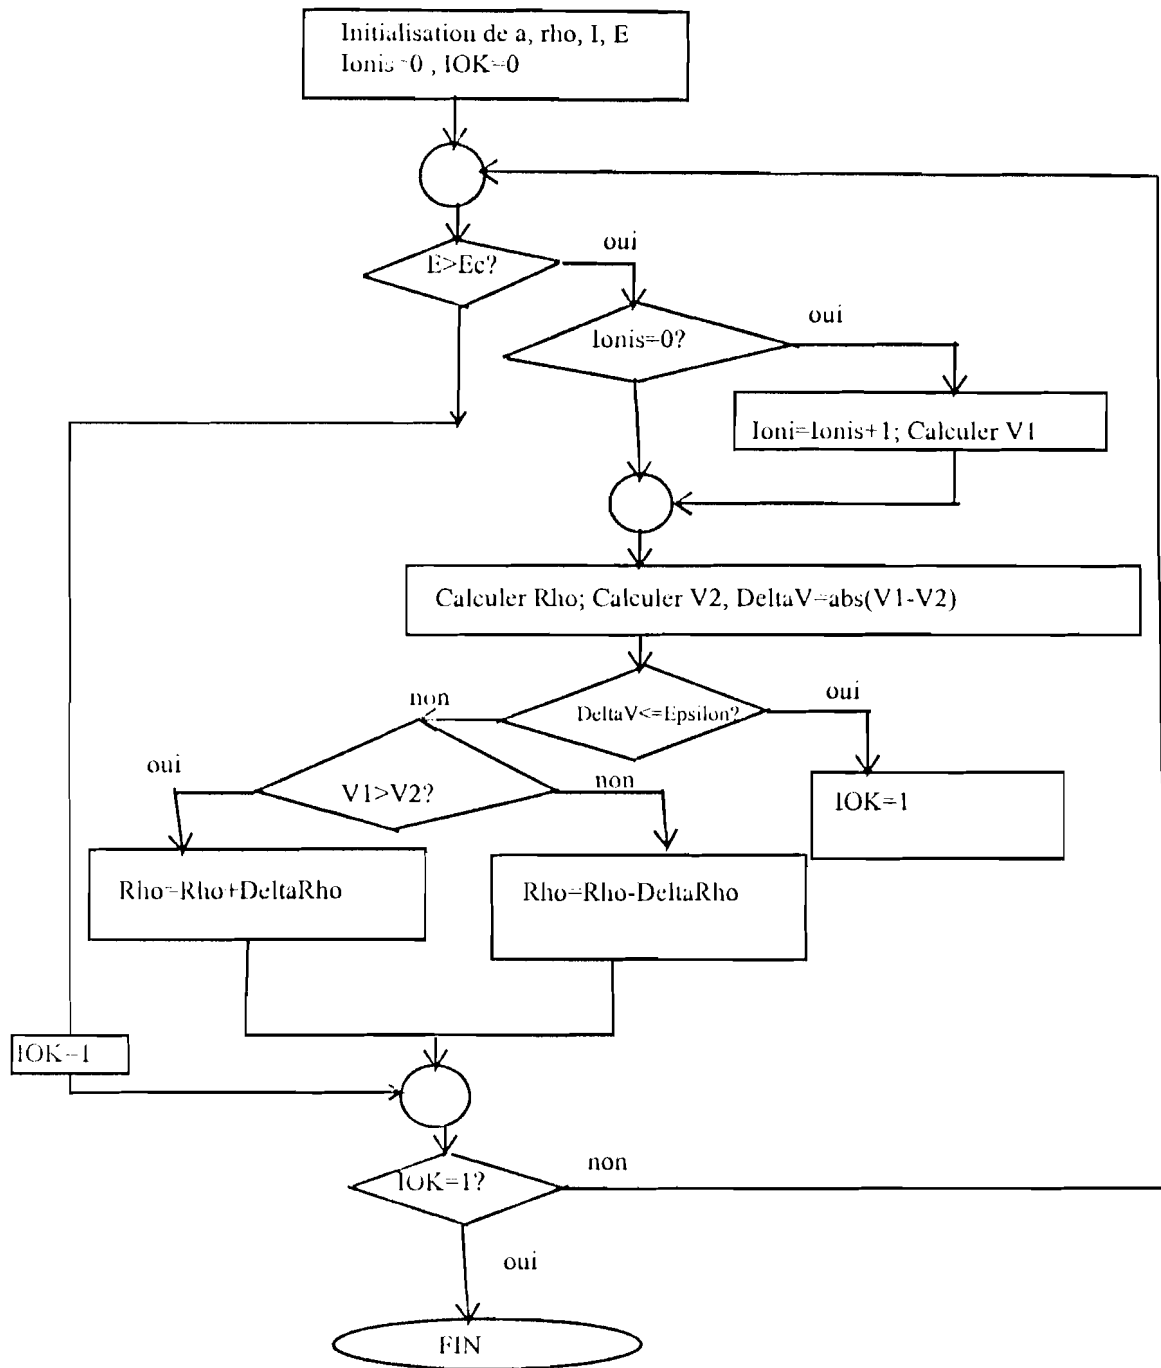 Initialisation de a, rho, I, E
Ionis=0 , IOK=0
E>Ec?
oui
Ionis=0?
oui
Ioni=Ionis+1; Calculer V1
Calculer Rho; Calculer V2, DeltaV=abs(V1-V2)
DeltaV<=Epsilon?
non
oui
V1>V2?
oui
non
IOK=1
Rho=Rho+DeltaRho
Rho=Rho-DeltaRho
IOK=1
IOK=1?
non
oui
FIN